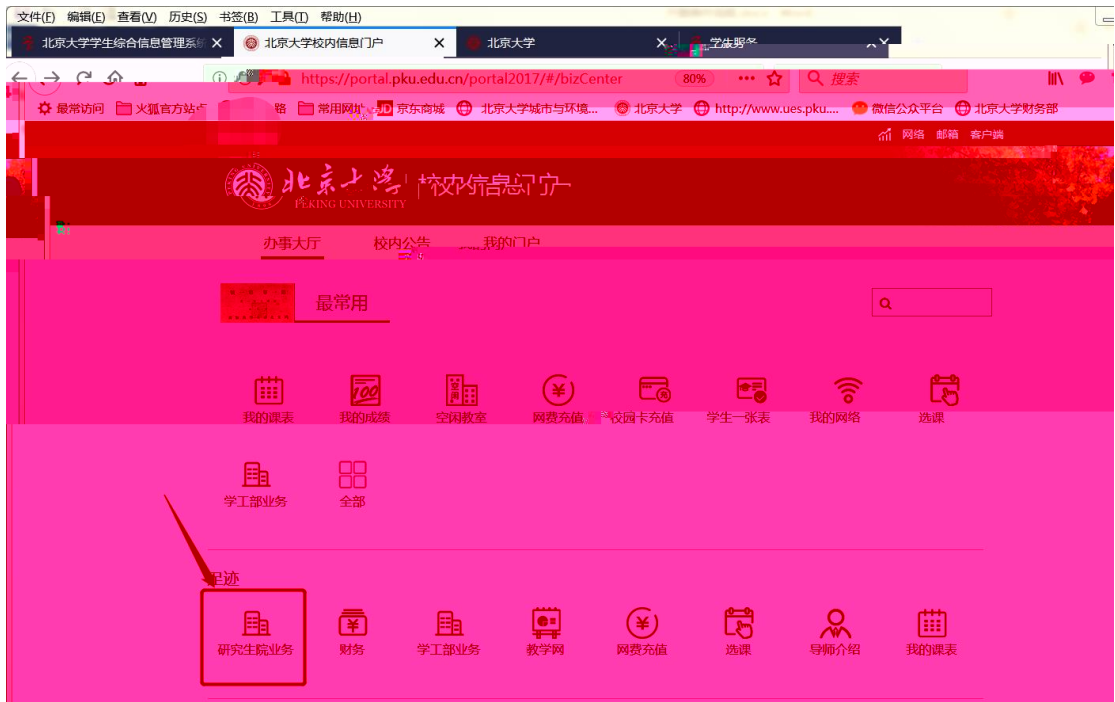 文件(F) 编辑(E) 查看(V) 历史(S) 书签(B) 工具(T) 帮助(H)
北京大学学生综合信息管理系统 北京大学校内信息门户 北京大学 学生服务
https://portal.pku.edu.cn/portal2017/#/bizCenter 80% 搜索
最常访问 火狐官方站点 常用网址 京东商城 北京大学城市与环境... 北京大学 http://www.ues.pku.... 微信公众平台 北京大学财务部
网络 邮箱 客户端
北京大学 校内信息门户
PEKING UNIVERSITY
办事大厅 校内公告 我的门户
最常用
我的课表 我的成绩 空闲教室 网费充值 校园卡充值 学生一张表 我的网络 选课
学工部业务 全部
足迹
研究生院业务 财务 学工部业务 教学网 网费充值 选课 导师介绍 我的课表